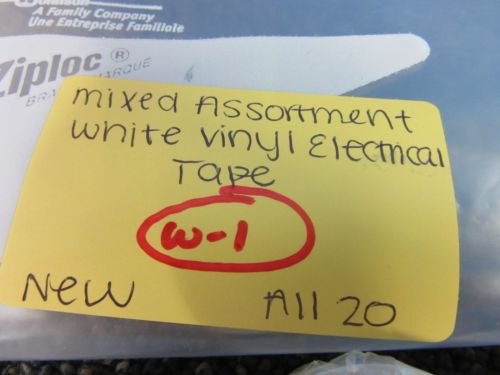 A Family Company
Une Entreprise Familiale
Ziploc ®
mixed Assortment
white vinyl Electrical
Tape
W-1
New
All 20